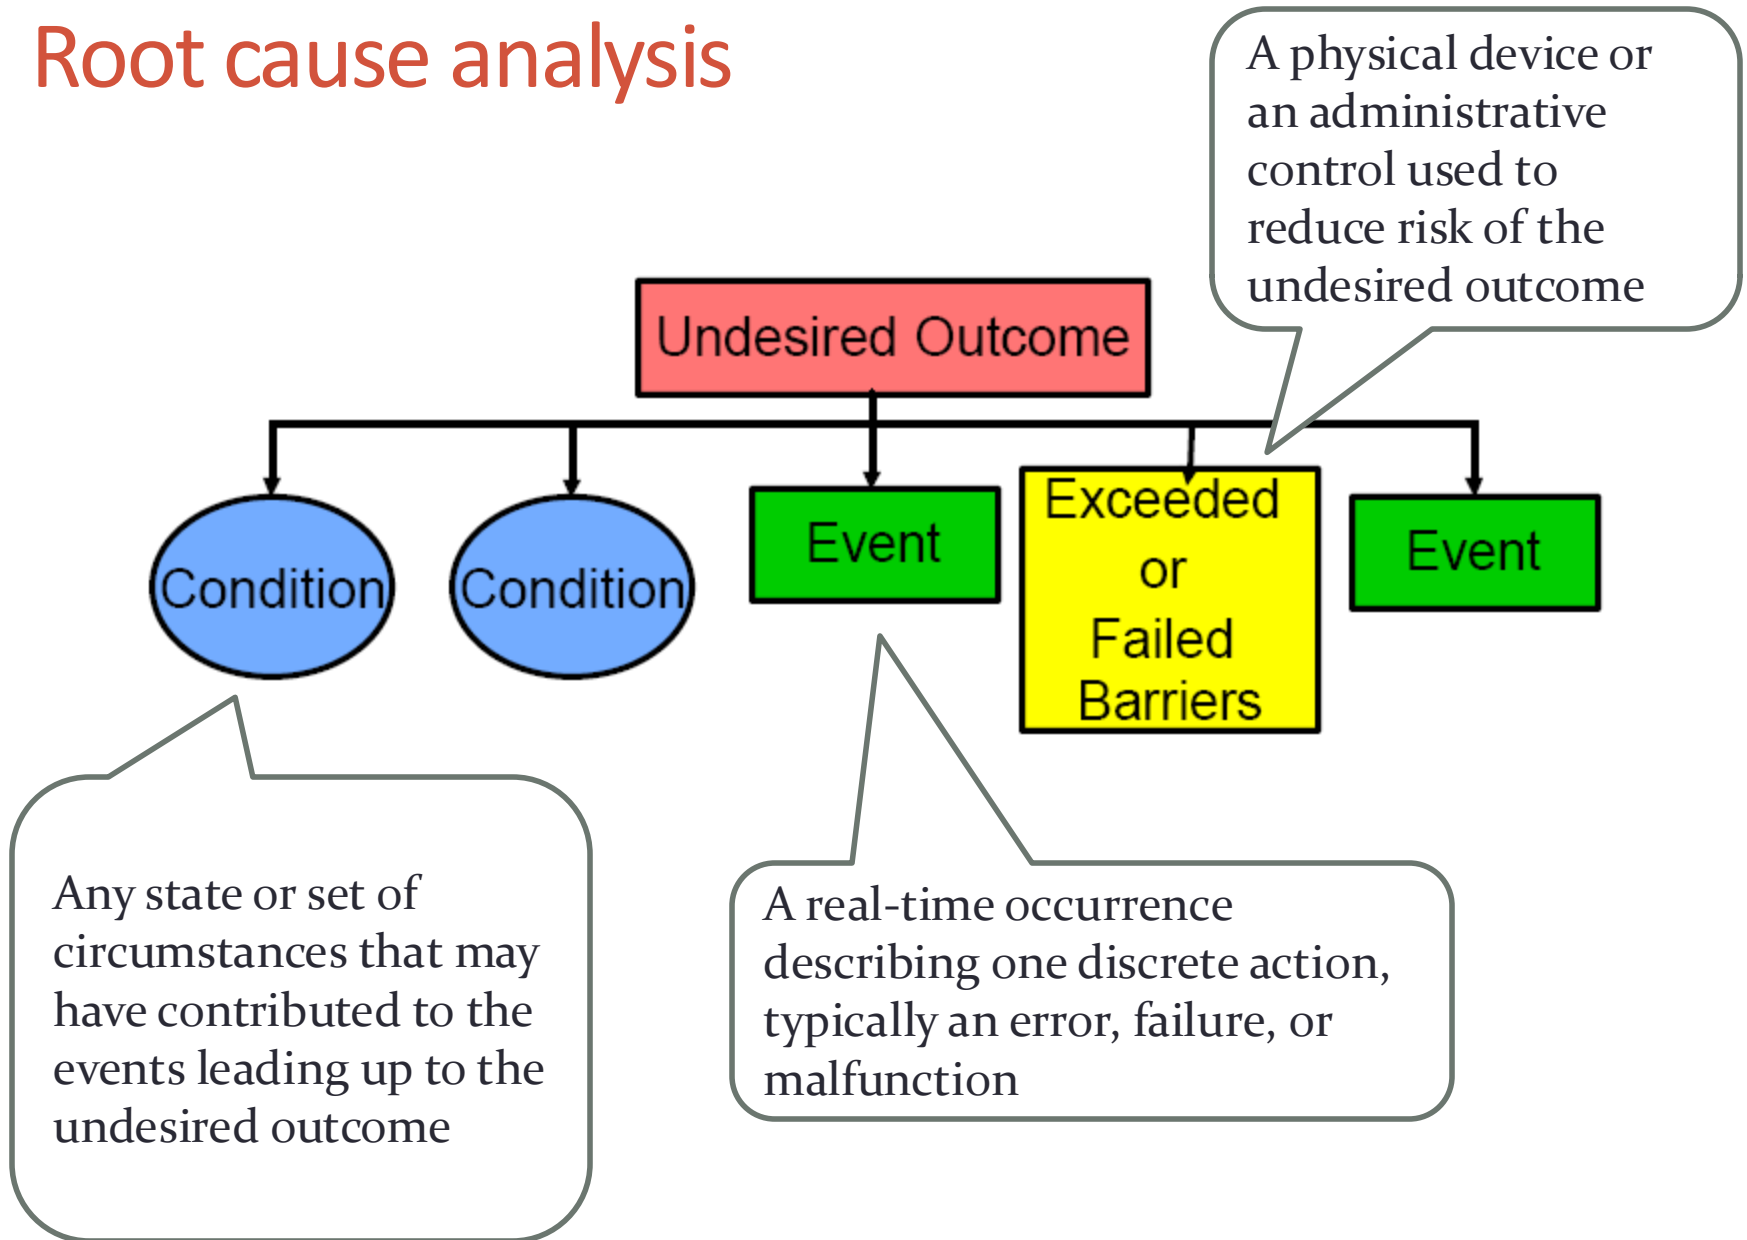 Root cause analysis
A physical device or
an administrative
control used to
reduce risk of the
undesired outcome
Undesired Outcome
Condition
Condition
Event
Exceeded
or
Failed
Barriers
Event
Any state or set of
circumstances that may
have contributed to the
events leading up to the
undesired outcome
A real-time occurrence
describing one discrete action,
typically an error, failure, or
malfunction